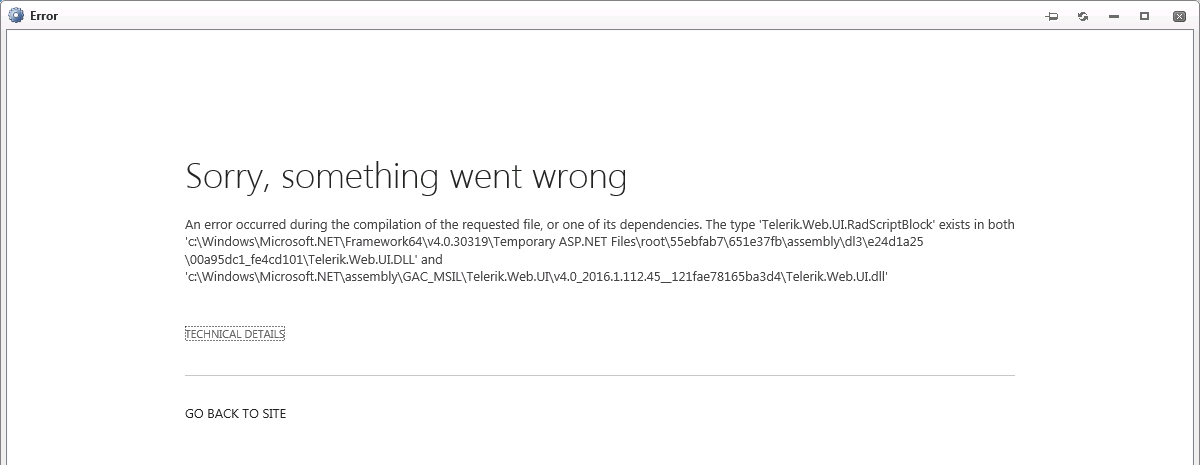 Error
Sorry, something went wrong
An error occurred during the compilation of the requested file, or one of its dependencies. The type 'Telerik.Web.UI.RadScriptBlock' exists in both
'c:\Windows\Microsoft.NET\Framework64\v4.0.30319\Temporary ASP.NET Files\root\55ebfab7\651e37fb\assembly\dl3\e24d1a25
\00a95dc1_fe4cd101\Telerik.Web.UI.DLL' and
'c:\Windows\Microsoft.NET\assembly\GAC_MSIL\Telerik.Web.UI\v4.0_2016.1.112.45__121fae78165ba3d4\Telerik.Web.UI.dll'
TECHNICAL DETAILS
GO BACK TO SITE